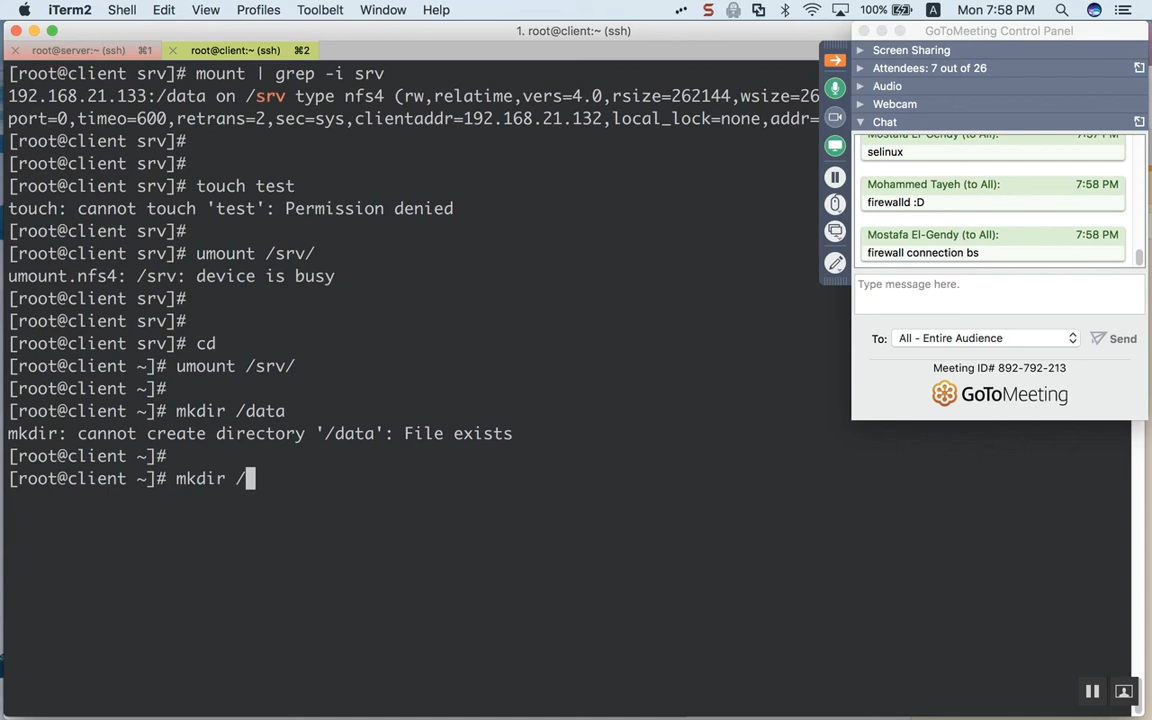 iTerm2 Shell Edit View Profiles Toolbelt Window Help 100% A Mon 7:58 PM
1. root@client:~ (ssh)
root@server:~ (ssh) ⌘1 root@client:~ (ssh) ⌘2
[root@client srv]# mount | grep -i srv
192.168.21.133:/data on /srv type nfs4 (rw,relatime,vers=4.0,rsize=262144,wsize=26
port=0,timeo=600,retrans=2,sec=sys,clientaddr=192.168.21.132,local_lock=none,addr=
[root@client srv]#
[root@client srv]#
[root@client srv]# touch test
touch: cannot touch 'test': Permission denied
[root@client srv]#
[root@client srv]# umount /srv/
umount.nfs4: /srv: device is busy
[root@client srv]#
[root@client srv]#
[root@client srv]# cd
[root@client ~]# umount /srv/
[root@client ~]#
[root@client ~]# mkdir /data
mkdir: cannot create directory '/data': File exists
[root@client ~]#
[root@client ~]# mkdir /
GoToMeeting Control Panel
Screen Sharing
Attendees: 7 out of 26
Audio
Webcam
Chat
Mostafa El-Gendy (to All): 7:57 PM
selinux
Mohammed Tayeh (to All): 7:58 PM
firewalld :D
Mostafa El-Gendy (to All): 7:58 PM
firewall connection bs
Type message here.
To: All - Entire Audience Send
Meeting ID# 892-792-213
GoToMeeting